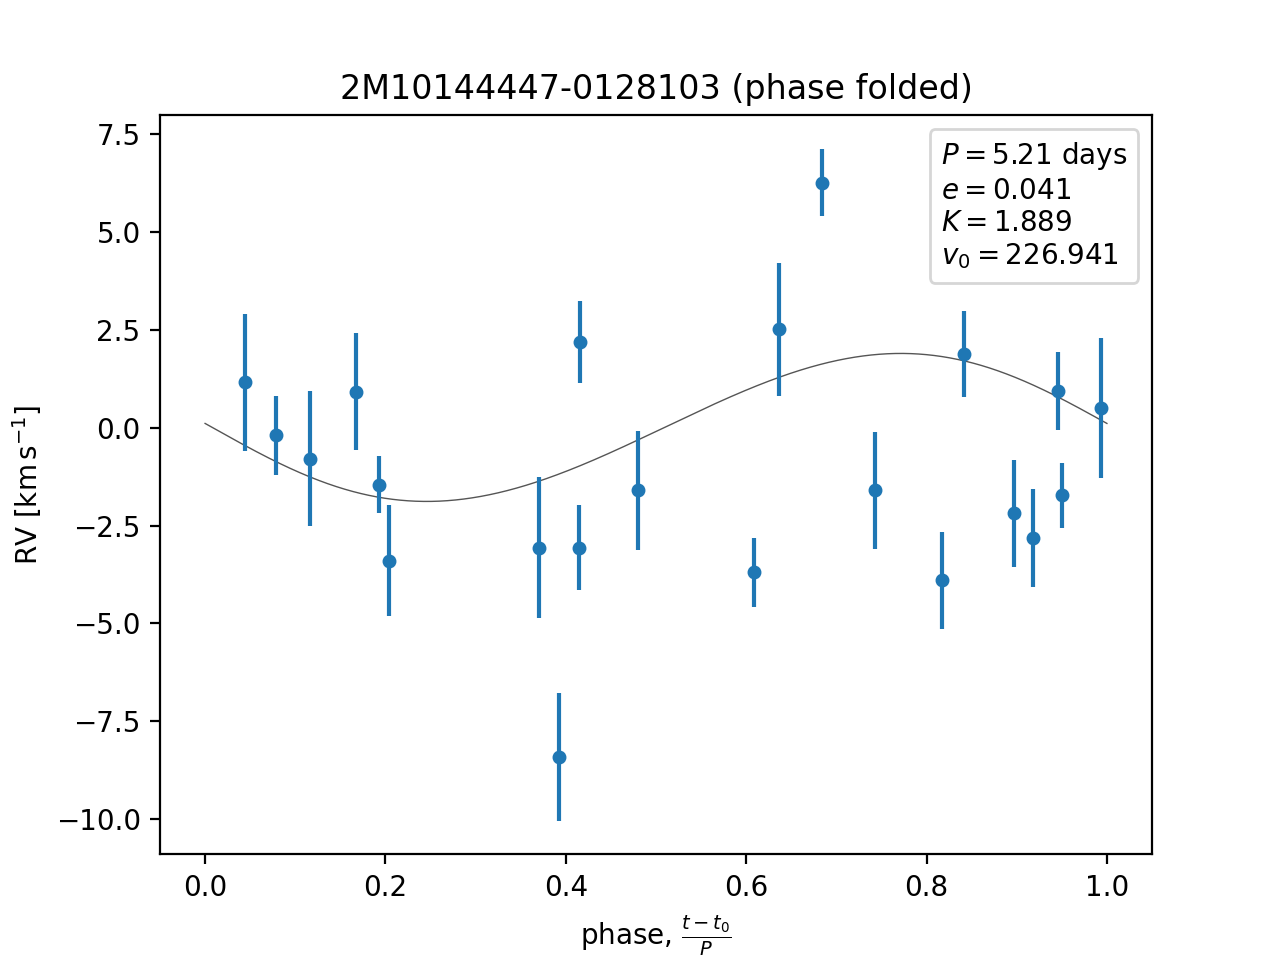 2M10144447-0128103 (phase folded)
P = 5.21 days
e = 0.041
K = 1.889
v₀ = 226.941
RV [km s⁻¹]
7.5
5.0
2.5
0.0
−2.5
−5.0
−7.5
−10.0
0.0 0.2 0.4 0.6 0.8 1.0
phase, (t − t₀)/P